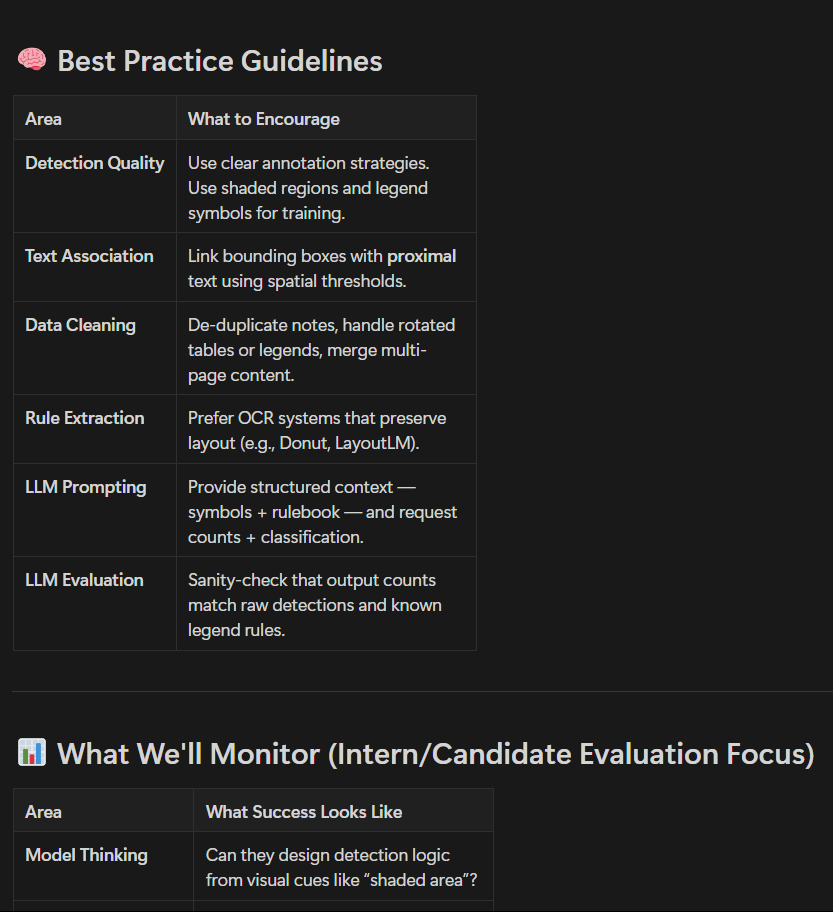 🧠 Best Practice Guidelines
Area
What to Encourage
Detection Quality
Use clear annotation strategies.
Use shaded regions and legend
symbols for training.
Text Association
Link bounding boxes with proximal
text using spatial thresholds.
Data Cleaning
De-duplicate notes, handle rotated
tables or legends, merge multi-
page content.
Rule Extraction
Prefer OCR systems that preserve
layout (e.g., Donut, LayoutLM).
LLM Prompting
Provide structured context —
symbols + rulebook — and request
counts + classification.
LLM Evaluation
Sanity-check that output counts
match raw detections and known
legend rules.
📊 What We'll Monitor (Intern/Candidate Evaluation Focus)
Area
What Success Looks Like
Model Thinking
Can they design detection logic
from visual cues like “shaded area”?